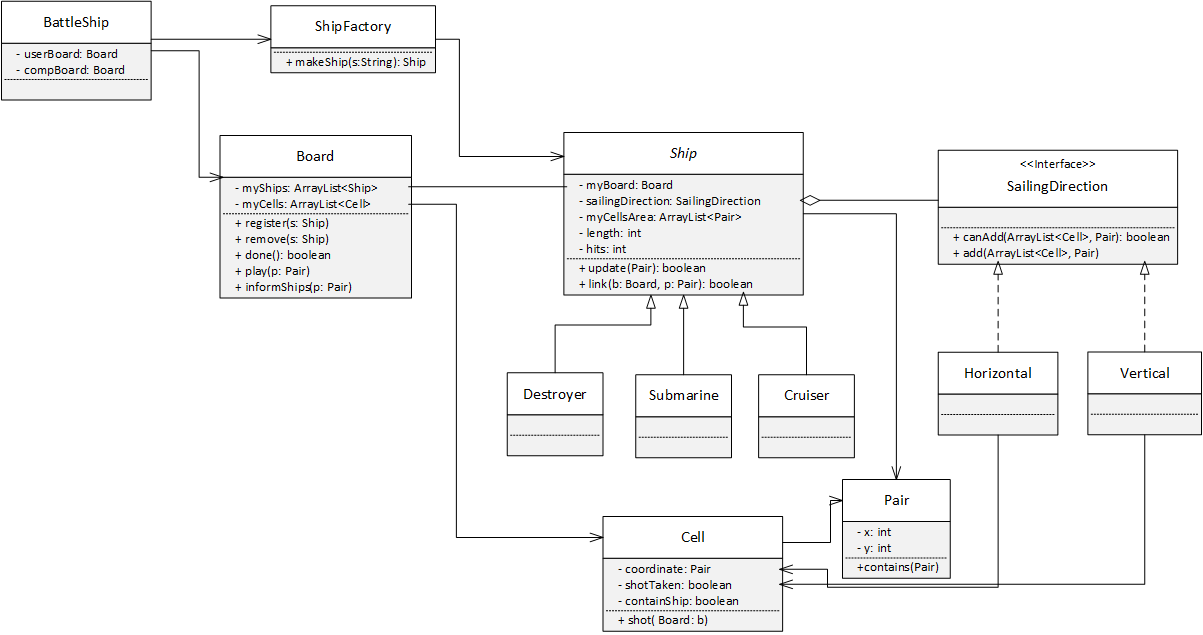 BattleShip
- userBoard: Board
- compBoard: Board
ShipFactory
+ makeShip(s:String): Ship
Board
- myShips: ArrayList<Ship>
- myCells: ArrayList<Cell>
+ register(s: Ship)
+ remove(s: Ship)
+ done(): boolean
+ play(p: Pair)
+ informShips(p: Pair)
Ship
- myBoard: Board
- sailingDirection: SailingDirection
- myCellsArea: ArrayList<Pair>
- length: int
- hits: int
+ update(Pair): boolean
+ link(b: Board, p: Pair): boolean
<<Interface>>
SailingDirection
+ canAdd(ArrayList<Cell>, Pair): boolean
+ add(ArrayList<Cell>, Pair)
Destroyer
Submarine
Cruiser
Horizontal
Vertical
Pair
- x: int
- y: int
+contains(Pair)
Cell
- coordinate: Pair
- shotTaken: boolean
- containShip: boolean
+ shot( Board: b)